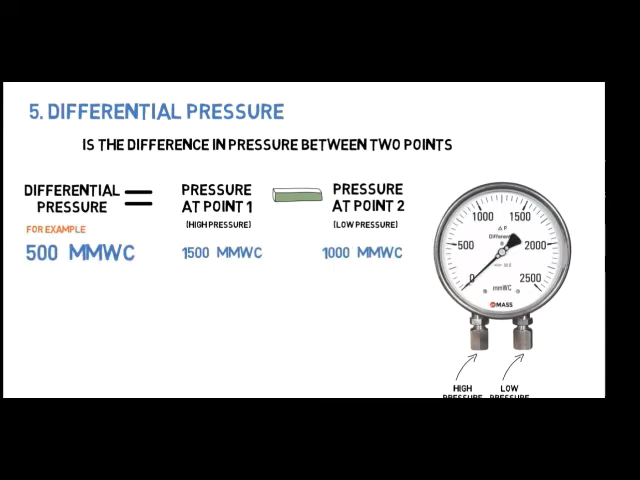 5. DIFFERENTIAL PRESSURE
IS THE DIFFERENCE IN PRESSURE BETWEEN TWO POINTS
DIFFERENTIAL
PRESSURE
PRESSURE
AT POINT 1
(HIGH PRESSURE)
PRESSURE
AT POINT 2
(LOW PRESSURE)
FOR EXAMPLE
500 MMWC
1500 MMWC
1000 MMWC
1000 1500
Δ P
500
2000
0
2500
mmWC
MASS
HIGH
PRESSURE
LOW
PRESSURE